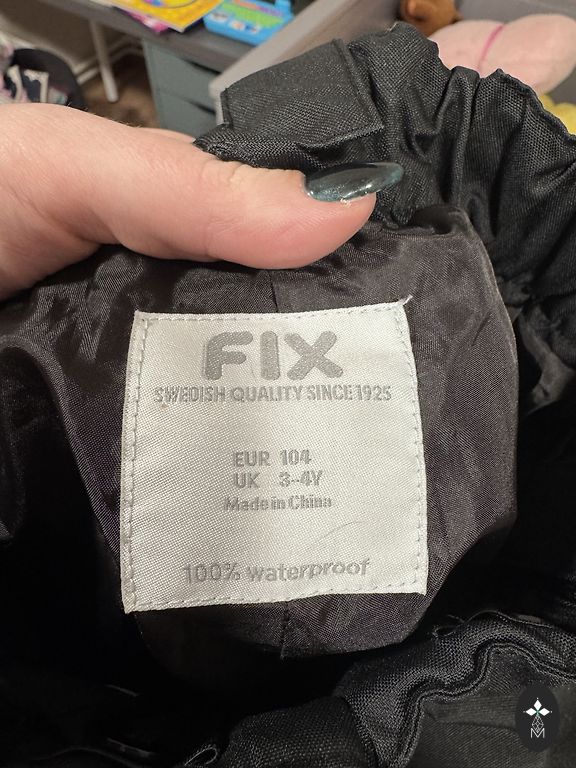 FIX
SWEDISH QUALITY SINCE 1925
EUR 104
UK 3-4Y
Made in China
100% waterproof
M